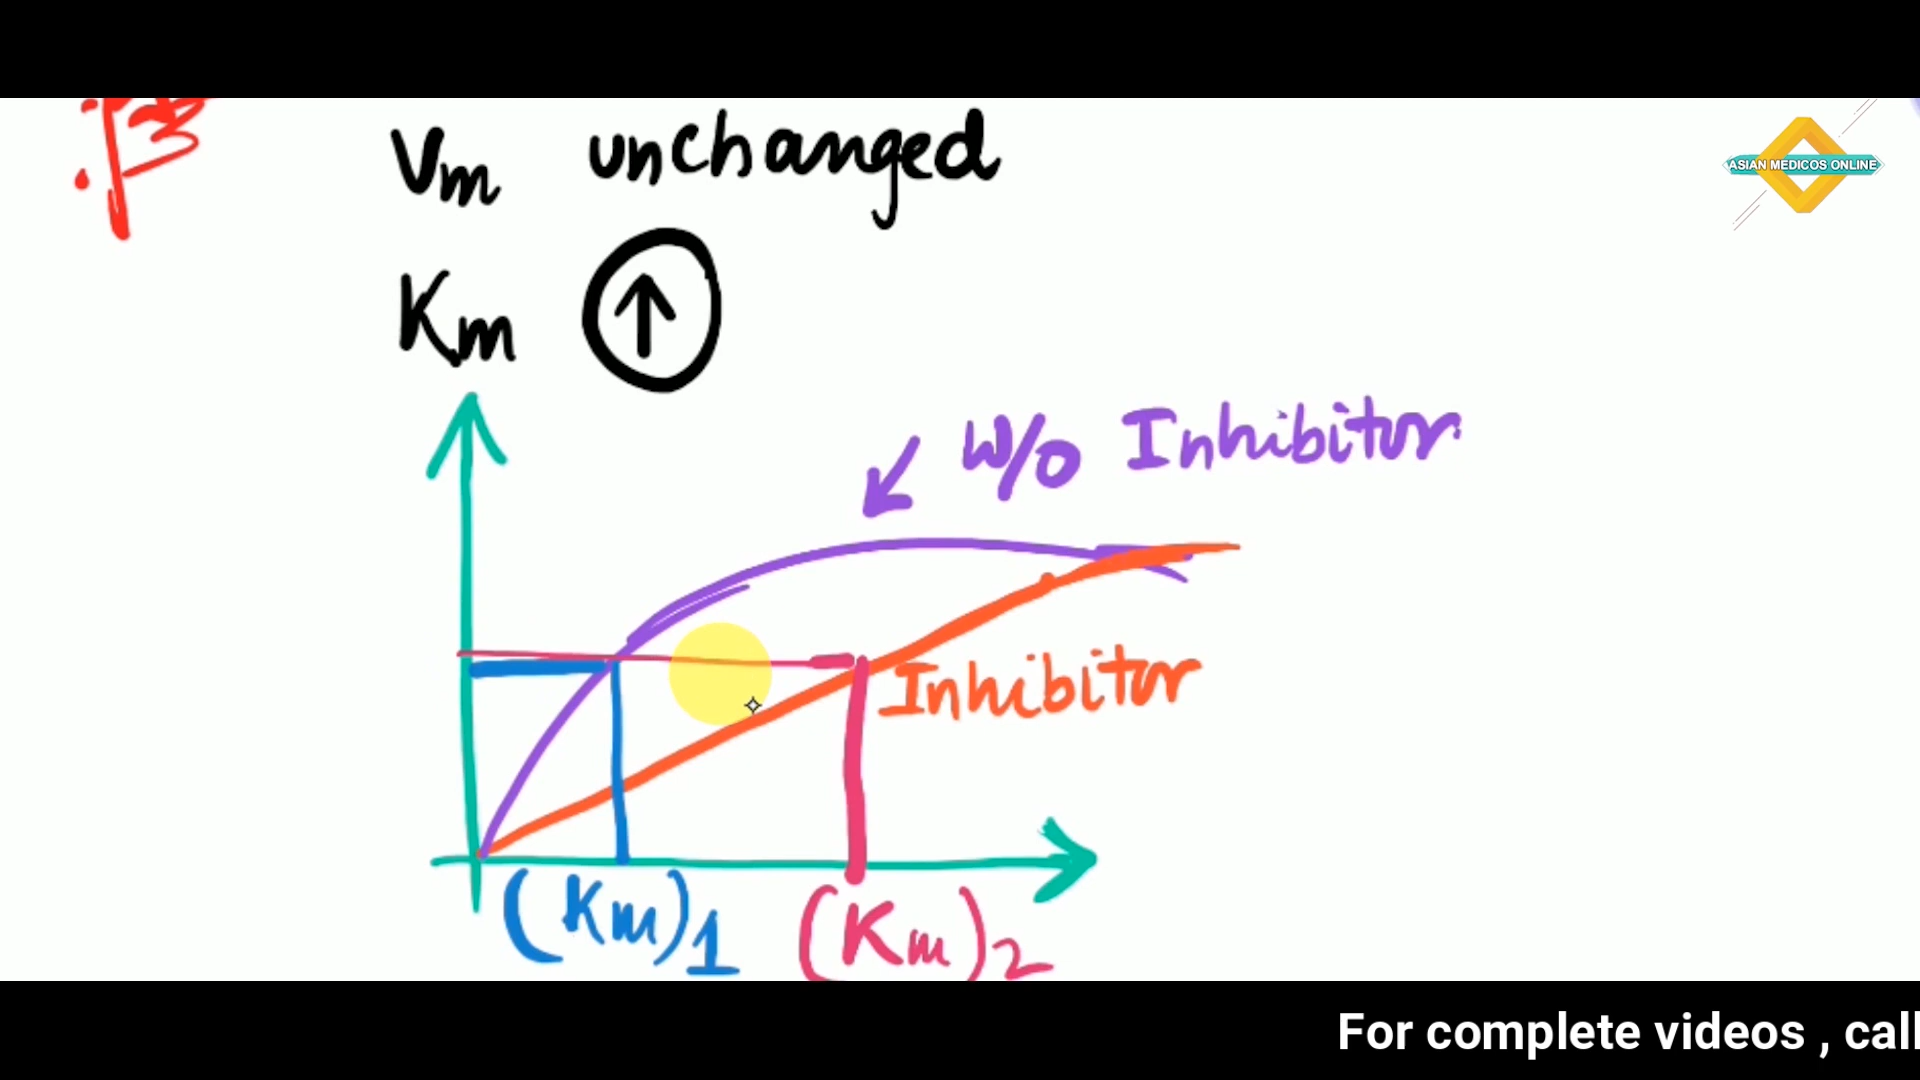 Vm unchanged
ASIAN MEDICOS ONLINE
Km ↑
W/O Inhibitor
Inhibitor
(Km)1 (Km)2
For complete videos , call